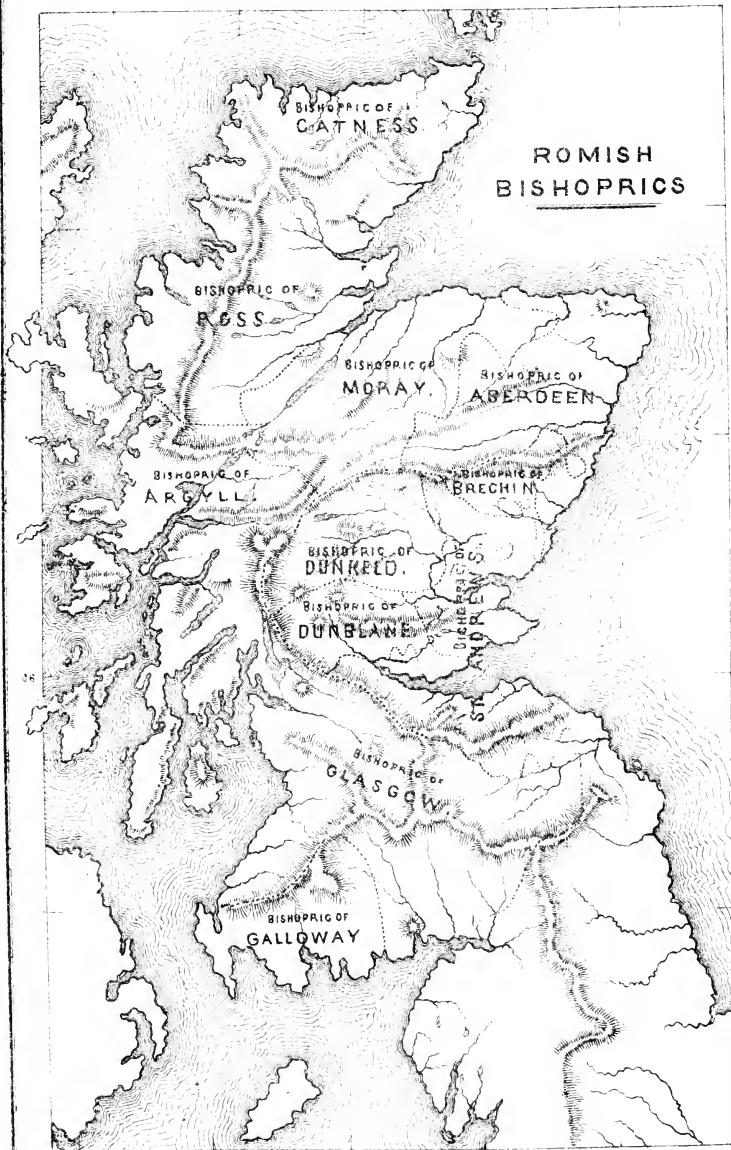 ROMISH
BISHOPRICS
BISHOPRIC OF
CATNESS
BISHOPRIC OF
ROSS
BISHOPRIC OF
MORAY.
BISHOPRIC OF
ABERDEEN
BISHOPRIC OF
ARGYLL.
BISHOPRIC OF
BRECHIN
BISHOPRIC OF
DUNKELD.
BISHOPRIC OF
DUNBLANE
BISHOPRIC OF
ST ANDREWS
BISHOPRIC OF
GLASGOW
BISHOPRIC OF
GALLOWAY